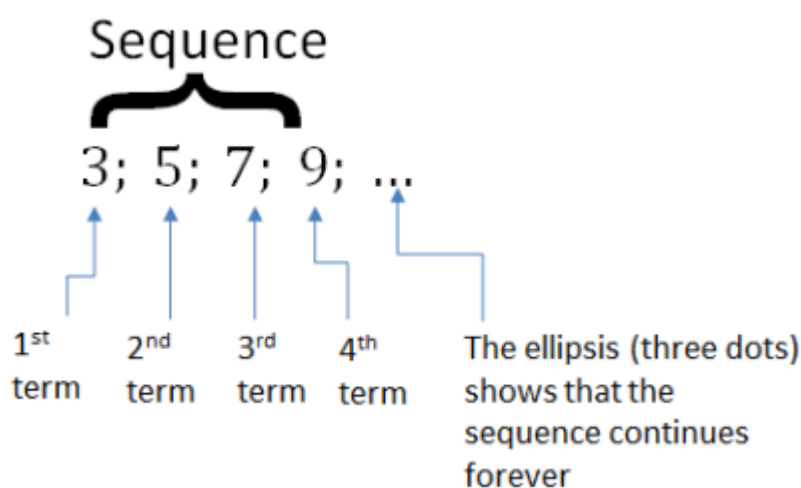 Sequence
3; 5; 7; 9; ...
1st
term
2nd
term
3rd
term
4th
term
The ellipsis (three dots)
shows that the
sequence continues
forever